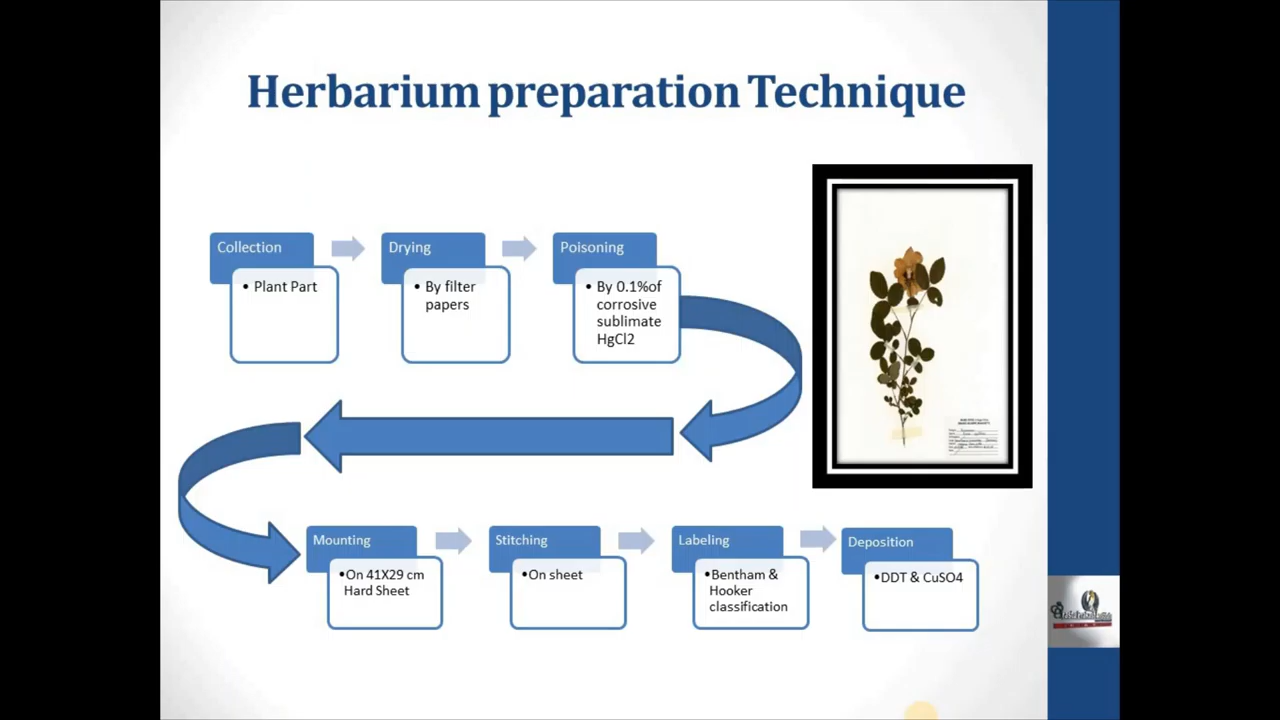 Herbarium preparation Technique
Collection
• Plant Part
Drying
• By filter
papers
Poisoning
• By 0.1%of
corrosive
sublimate
HgCl2
Mounting
•On 41X29 cm
Hard Sheet
Stitching
•On sheet
Labeling
•Bentham &
Hooker
classification
Deposition
•DDT & CuSO4